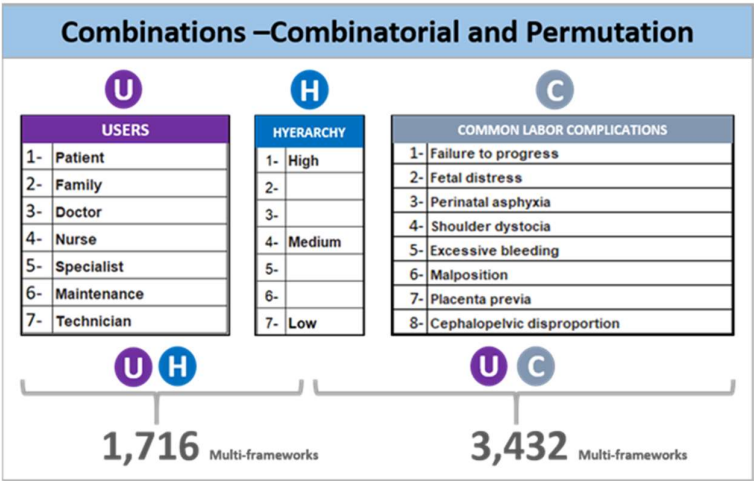 Combinations –Combinatorial and Permutation
U
H
C
USERS
1- Patient
2- Family
3- Doctor
4- Nurse
5- Specialist
6- Maintenance
7- Technician
HYERARCHY
1- High
2-
3-
4- Medium
5-
6-
7- Low
COMMON LABOR COMPLICATIONS
1- Failure to progress
2- Fetal distress
3- Perinatal asphyxia
4- Shoulder dystocia
5- Excessive bleeding
6- Malposition
7- Placenta previa
8- Cephalopelvic disproportion
U H
U C
1,716 Multi-frameworks
3,432 Multi-frameworks